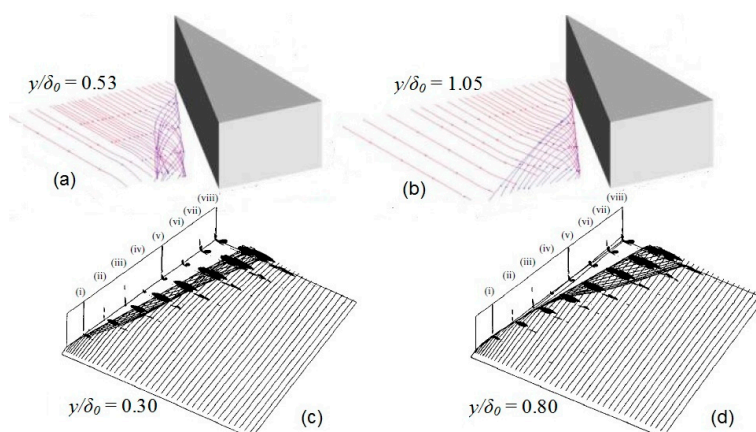 y/δ₀ = 0.53
y/δ₀ = 1.05
(a)
(b)
(viii)
(vii)
(vi)
(v)
(iv)
(iii)
(ii)
(i)
(viii)
(vii)
(vi)
(v)
(iv)
(iii)
(ii)
(i)
y/δ₀ = 0.30
(c)
y/δ₀ = 0.80
(d)